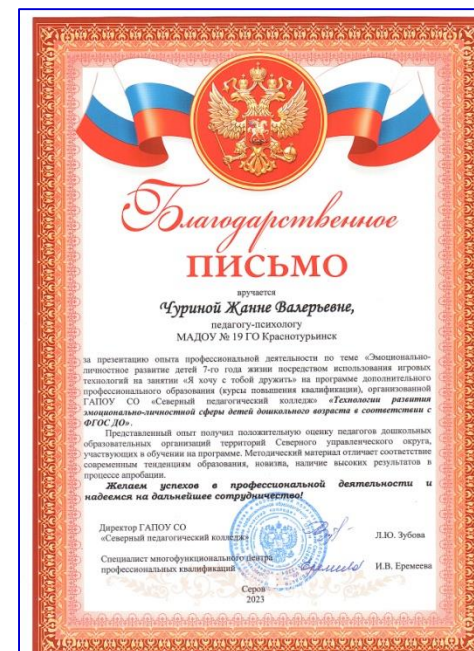 Благодарственное
ПИСЬМО
вручается
Чуриной Жанне Валерьевне,
педагогу-психологу
МАДОУ № 19 ГО Краснотурьинск
за презентацию опыта профессиональной деятельности по теме «Эмоционально-
личностное развитие детей 7-го года жизни посредством использования игровых
технологий на занятии «Я хочу с тобой дружить» на программе дополнительного
профессионального образования (курсы повышения квалификации), организованной
ГАПОУ СО «Северный педагогический колледж» «Технологии развития
эмоционально-личностной сферы детей дошкольного возраста в соответствии с
ФГОС ДО».
Представленный опыт получил положительную оценку педагогов дошкольных
образовательных организаций территорий Северного управленческого округа,
участвующих в обучении на программе. Методический материал отличает соответствие
современным тенденциям образования, новизна, наличие высоких результатов в
процессе апробации.
Желаем успехов в профессиональной деятельности и
надеемся на дальнейшее сотрудничество!
Директор ГАПОУ СО
«Северный педагогический колледж» Л.Ю. Зубова
Специалист многофункционального центра
профессиональных квалификаций И.В. Еремеева
Серов
2023